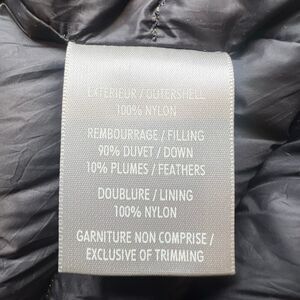 EXTERIEUR / OUTERSHELL
100% NYLON
REMBOURRAGE / FILLING
90% DUVET / DOWN
10% PLUMES / FEATHERS
DOUBLURE / LINING
100% NYLON
GARNITURE NON COMPRISE /
EXCLUSIVE OF TRIMMING